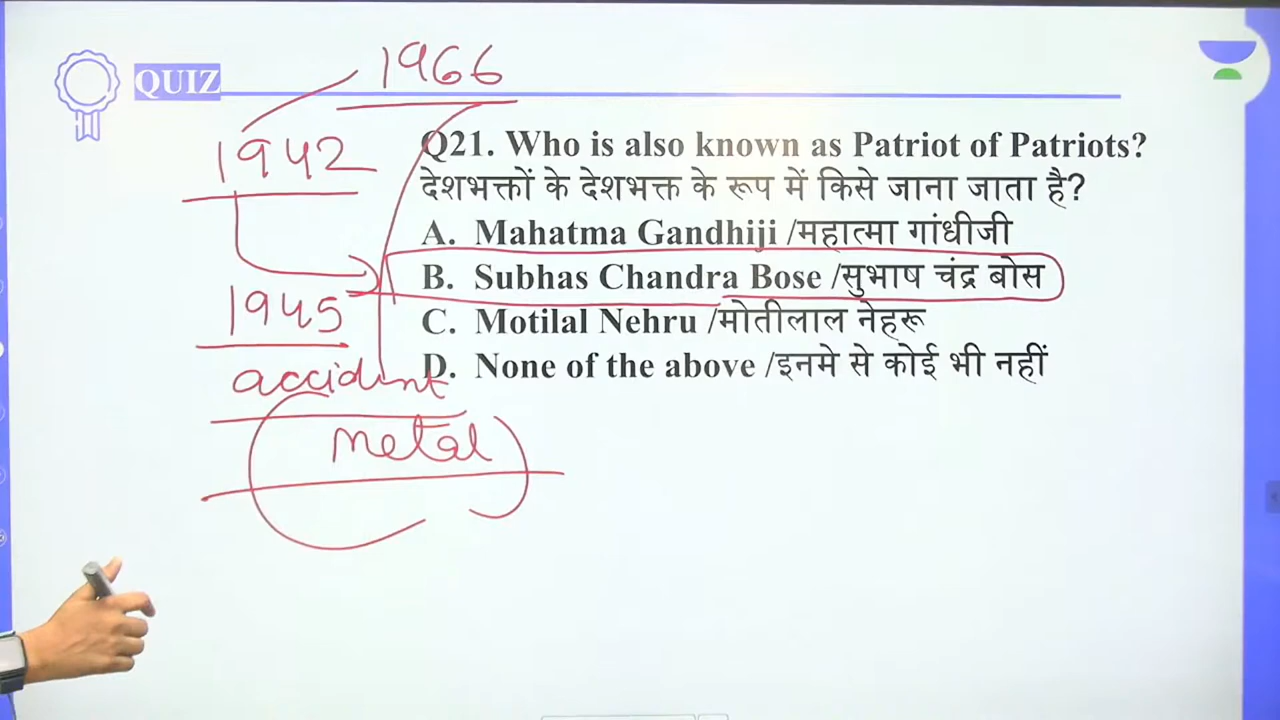 1966
QUIZ
1942
Q21. Who is also known as Patriot of Patriots?
देशभक्तों के देशभक्त के रूप में किसे जाना जाता है?
A. Mahatma Gandhiji /महात्मा गांधीजी
B. Subhas Chandra Bose /सुभाष चंद्र बोस
1945
C. Motilal Nehru /मोतीलाल नेहरू
D. None of the above /इनमे से कोई भी नहीं
accident
metal